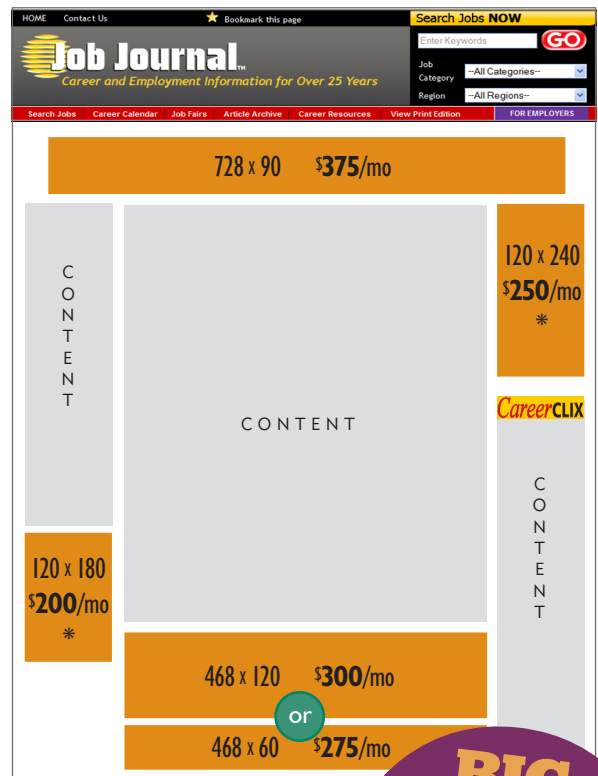 HOME Contact Us Bookmark this page Search Jobs NOW
Enter Keywords GO
Job Journal™
Career and Employment Information for Over 25 Years
Job Category --All Categories--
Region --All Regions--
Search Jobs Career Calendar Job Fairs Article Archive Career Resources View Print Edition FOR EMPLOYERS
728 x 90 $375/mo
CONTENT
CONTENT
120 x 240
$250/mo
*
CareerCLIX
CONTENT
120 x 180
$200/mo
*
468 x 120 $300/mo
or
468 x 60 $275/mo
BIG